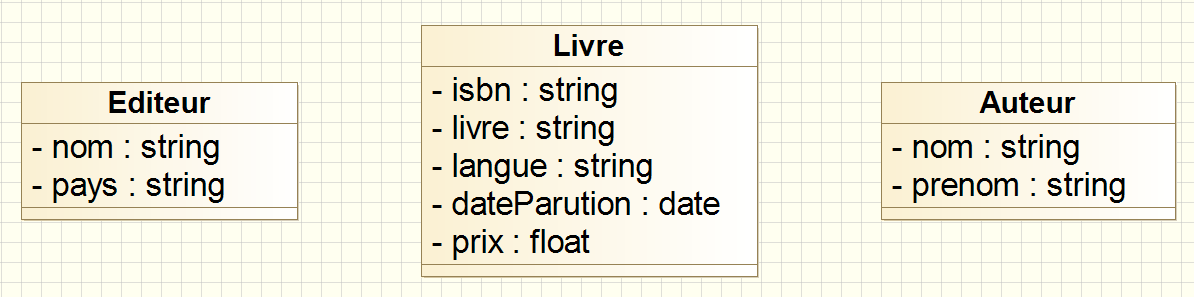 Editeur
- nom : string
- pays : string
Livre
- isbn : string
- livre : string
- langue : string
- dateParution : date
- prix : float
Auteur
- nom : string
- prenom : string